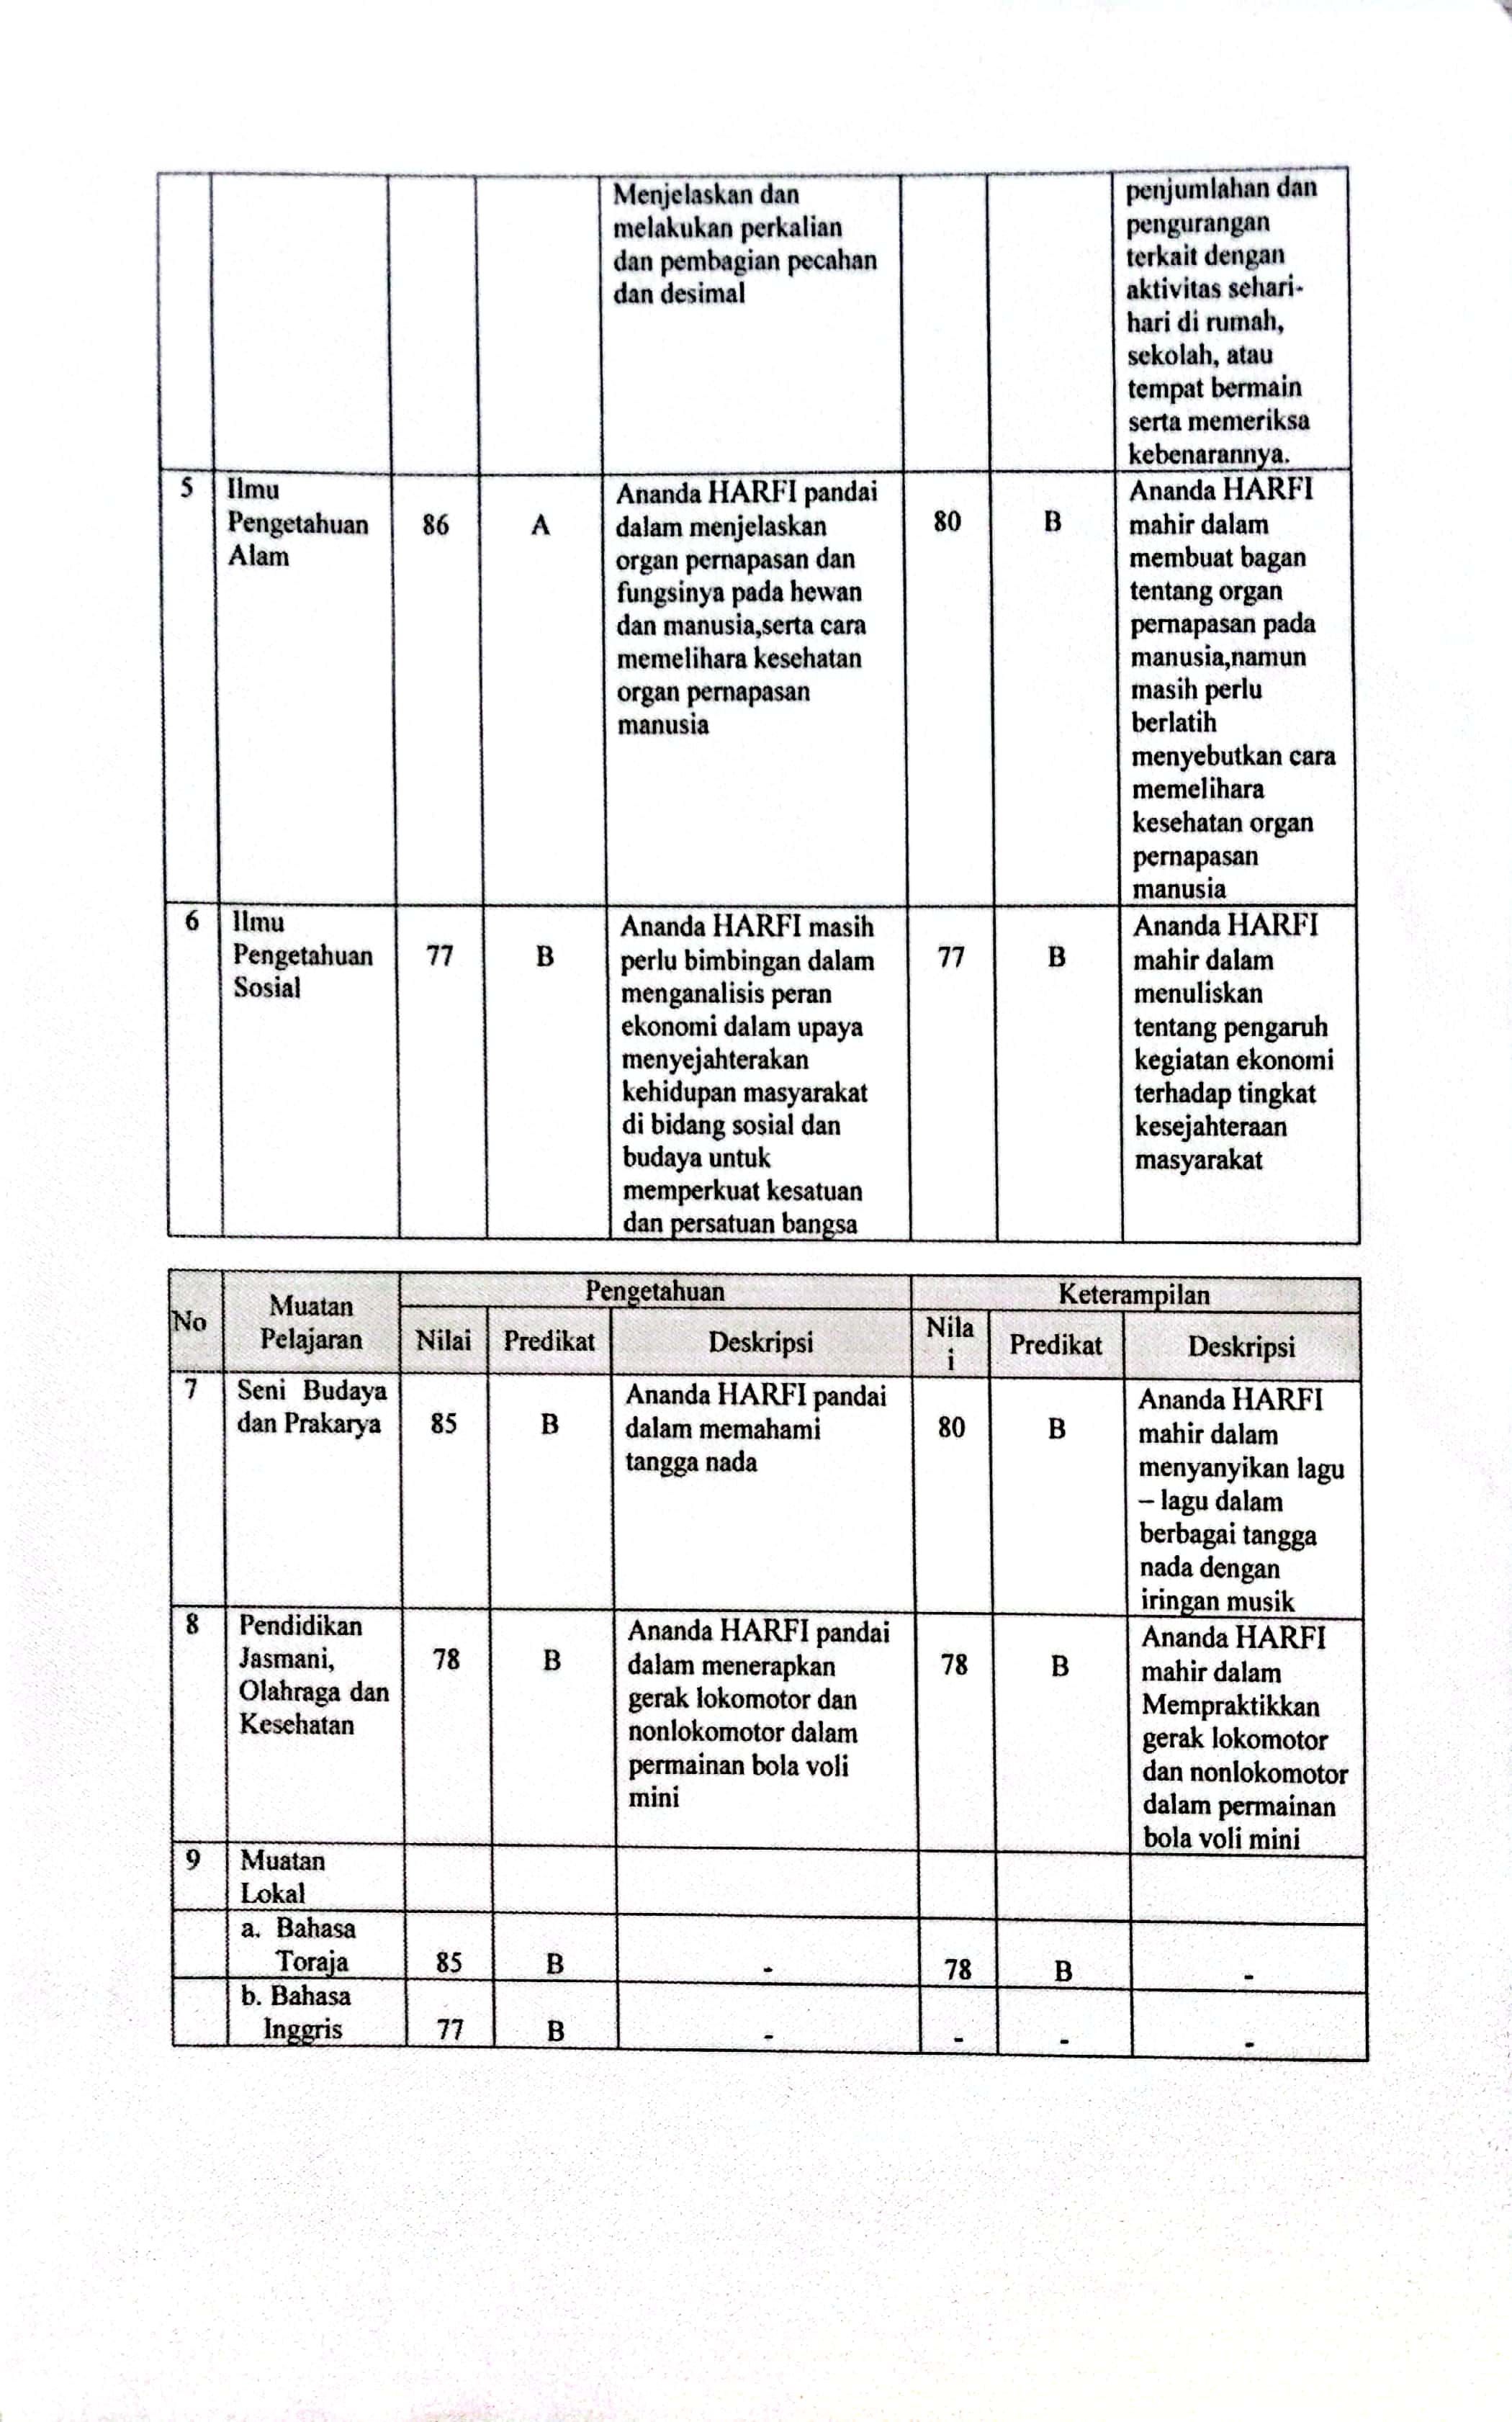 Menjelaskan dan
melakukan perkalian
dan pembagian pecahan
dan desimal
penjumlahan dan
pengurangan
terkait dengan
aktivitas sehari-
hari di rumah,
sekolah, atau
tempat bermain
serta memeriksa
kebenarannya.
5
Ilmu
Pengetahuan
Alam
86
A
Ananda HARFI pandai
dalam menjelaskan
organ pernapasan dan
fungsinya pada hewan
dan manusia,serta cara
memelihara kesehatan
organ pernapasan
manusia
80
B
Ananda HARFI
mahir dalam
membuat bagan
tentang organ
pernapasan pada
manusia,namun
masih perlu
berlatih
menyebutkan cara
memelihara
kesehatan organ
pernapasan
manusia
6
Ilmu
Pengetahuan
Sosial
77
B
Ananda HARFI masih
perlu bimbingan dalam
menganalisis peran
ekonomi dalam upaya
menyejahterakan
kehidupan masyarakat
di bidang sosial dan
budaya untuk
memperkuat kesatuan
dan persatuan bangsa
77
B
Ananda HARFI
mahir dalam
menuliskan
tentang pengaruh
kegiatan ekonomi
terhadap tingkat
kesejahteraan
masyarakat
No
Muatan
Pelajaran
Pengetahuan
Keterampilan
Nilai
Predikat
Deskripsi
Nila
i
Predikat
Deskripsi
7
Seni Budaya
dan Prakarya
85
B
Ananda HARFI pandai
dalam memahami
tangga nada
80
B
Ananda HARFI
mahir dalam
menyanyikan lagu
– lagu dalam
berbagai tangga
nada dengan
iringan musik
8
Pendidikan
Jasmani,
Olahraga dan
Kesehatan
78
B
Ananda HARFI pandai
dalam menerapkan
gerak lokomotor dan
nonlokomotor dalam
permainan bola voli
mini
78
B
Ananda HARFI
mahir dalam
Mempraktikkan
gerak lokomotor
dan nonlokomotor
dalam permainan
bola voli mini
9
Muatan
Lokal
a. Bahasa
Toraja
85
B
-
78
B
-
b. Bahasa
Inggris
77
B
-
-
-
-